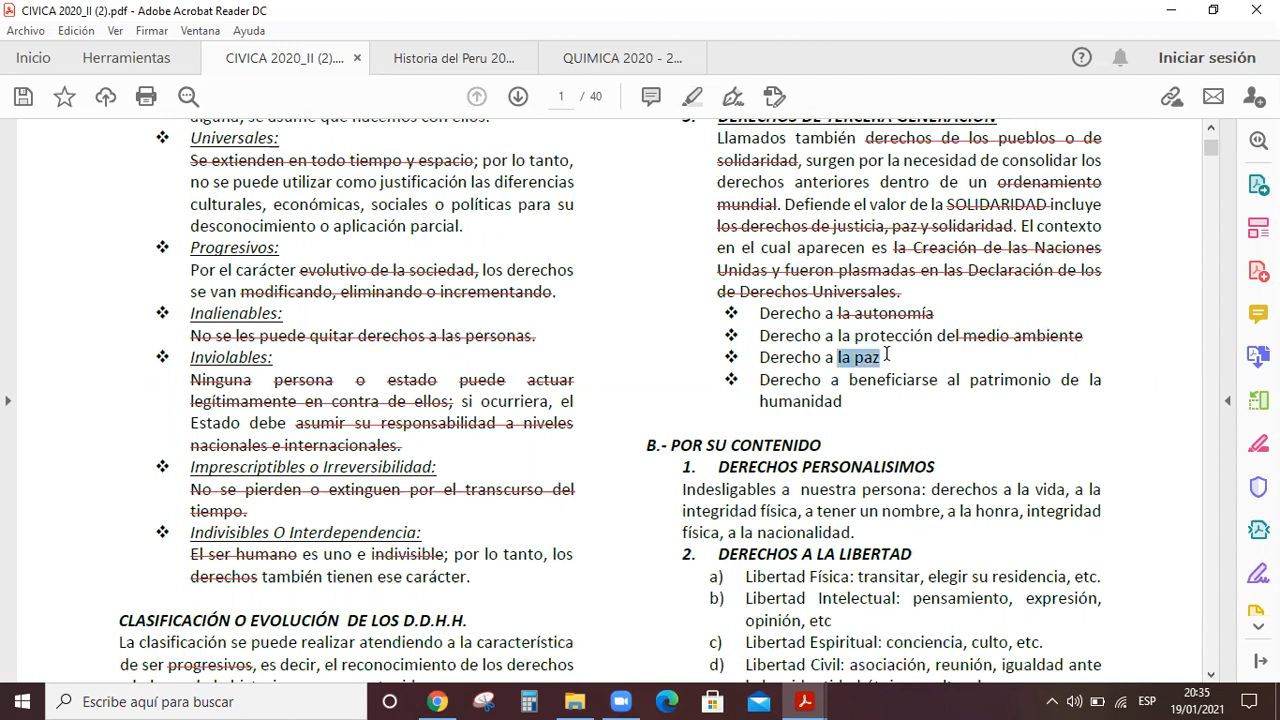 CIVICA 2020_II (2).pdf - Adobe Acrobat Reader DC
Archivo Edición Ver Firmar Ventana Ayuda
Inicio Herramientas CIVICA 2020_II (2).... × Historia del Peru 20... QUIMICA 2020 - 2... Iniciar sesión
1 / 40
alguna, se asume que nacemos con ellos.
❖ Universales:
Se extienden en todo tiempo y espacio; por lo tanto,
no se puede utilizar como justificación las diferencias
culturales, económicas, sociales o políticas para su
desconocimiento o aplicación parcial.
❖ Progresivos:
Por el carácter evolutivo de la sociedad, los derechos
se van modificando, eliminando o incrementando.
❖ Inalienables:
No se les puede quitar derechos a las personas.
❖ Inviolables:
Ninguna persona o estado puede actuar
legítimamente en contra de ellos; si ocurriera, el
Estado debe asumir su responsabilidad a niveles
nacionales e internacionales.
❖ Imprescriptibles o Irreversibilidad:
No se pierden o extinguen por el transcurso del
tiempo.
❖ Indivisibles O Interdependencia:
El ser humano es uno e indivisible; por lo tanto, los
derechos también tienen ese carácter.
CLASIFICACIÓN O EVOLUCIÓN DE LOS D.D.H.H.
La clasificación se puede realizar atendiendo a la característica
de ser progresivos, es decir, el reconocimiento de los derechos
3. DERECHOS DE TERCERA GENERACIÓN
Llamados también derechos de los pueblos o de
solidaridad, surgen por la necesidad de consolidar los
derechos anteriores dentro de un ordenamiento
mundial. Defiende el valor de la SOLIDARIDAD incluye
los derechos de justicia, paz y solidaridad. El contexto
en el cual aparecen es la Creación de las Naciones
Unidas y fueron plasmadas en las Declaración de los
de Derechos Universales.
❖ Derecho a la autonomía
❖ Derecho a la protección del medio ambiente
❖ Derecho a la paz
❖ Derecho a beneficiarse al patrimonio de la
humanidad
B.- POR SU CONTENIDO
1. DERECHOS PERSONALISIMOS
Indesligables a nuestra persona: derechos a la vida, a la
integridad física, a tener un nombre, a la honra, integridad
física, a la nacionalidad.
2. DERECHOS A LA LIBERTAD
a) Libertad Física: transitar, elegir su residencia, etc.
b) Libertad Intelectual: pensamiento, expresión,
opinión, etc
c) Libertad Espiritual: conciencia, culto, etc.
d) Libertad Civil: asociación, reunión, igualdad ante
Escribe aquí para buscar
ESP
20:35
19/01/2021